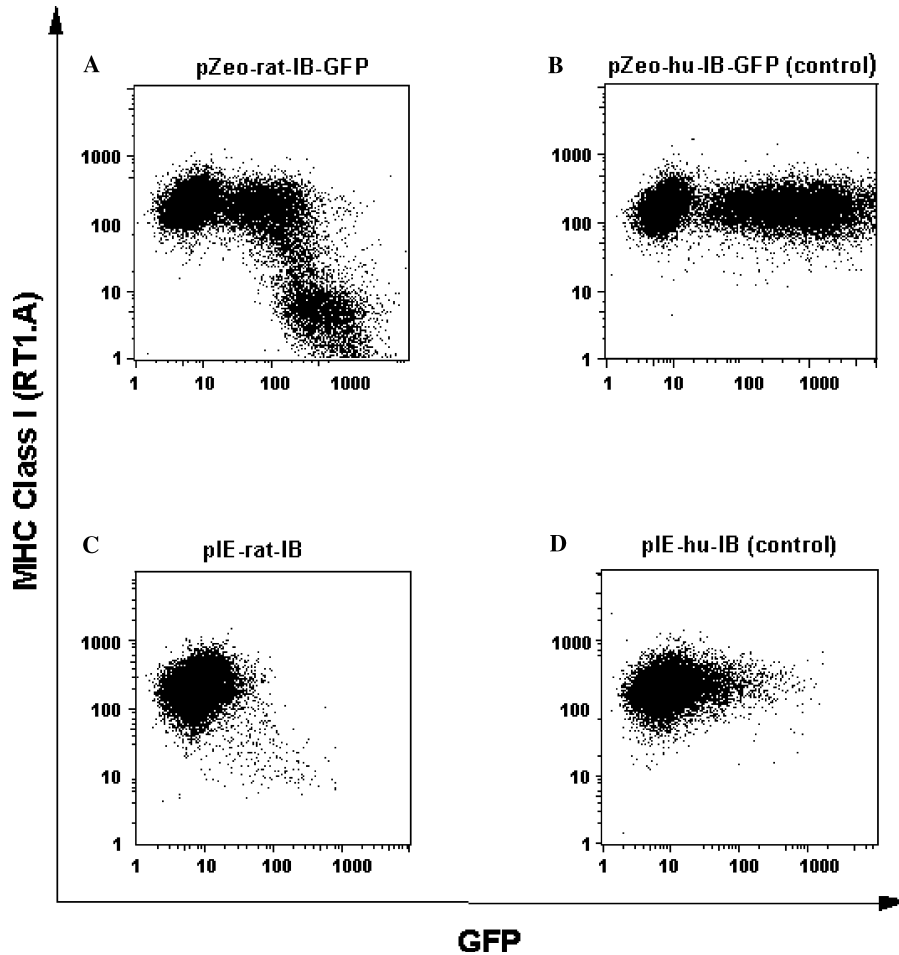 A pZeo-rat-IB-GFP
B pZeo-hu-IB-GFP (control)
1000
100
10
1
1 10 100 1000
1000
100
10
1
1 10 100 1000
MHC Class I (RT1.A)
C pIE-rat-IB
D pIE-hu-IB (control)
1000
100
10
1
1 10 100 1000
1000
100
10
1
1 10 100 1000
GFP